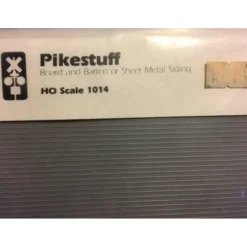 Pikestuff
Board and Batten or Sheet Metal Siding
HO Scale 1014